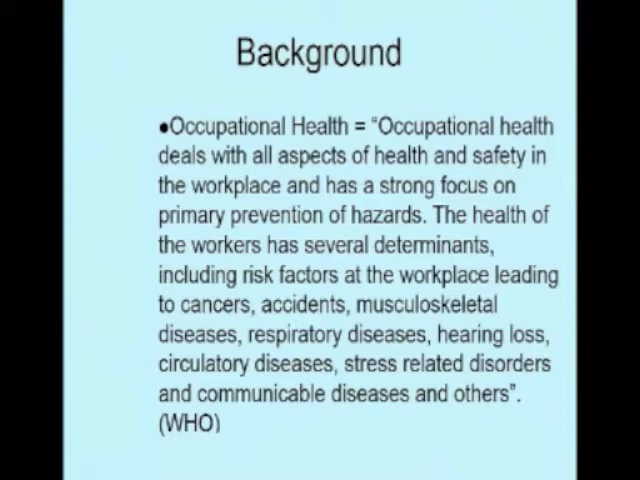 Background
•Occupational Health = “Occupational health
deals with all aspects of health and safety in
the workplace and has a strong focus on
primary prevention of hazards. The health of
the workers has several determinants,
including risk factors at the workplace leading
to cancers, accidents, musculoskeletal
diseases, respiratory diseases, hearing loss,
circulatory diseases, stress related disorders
and communicable diseases and others”.
(WHO)